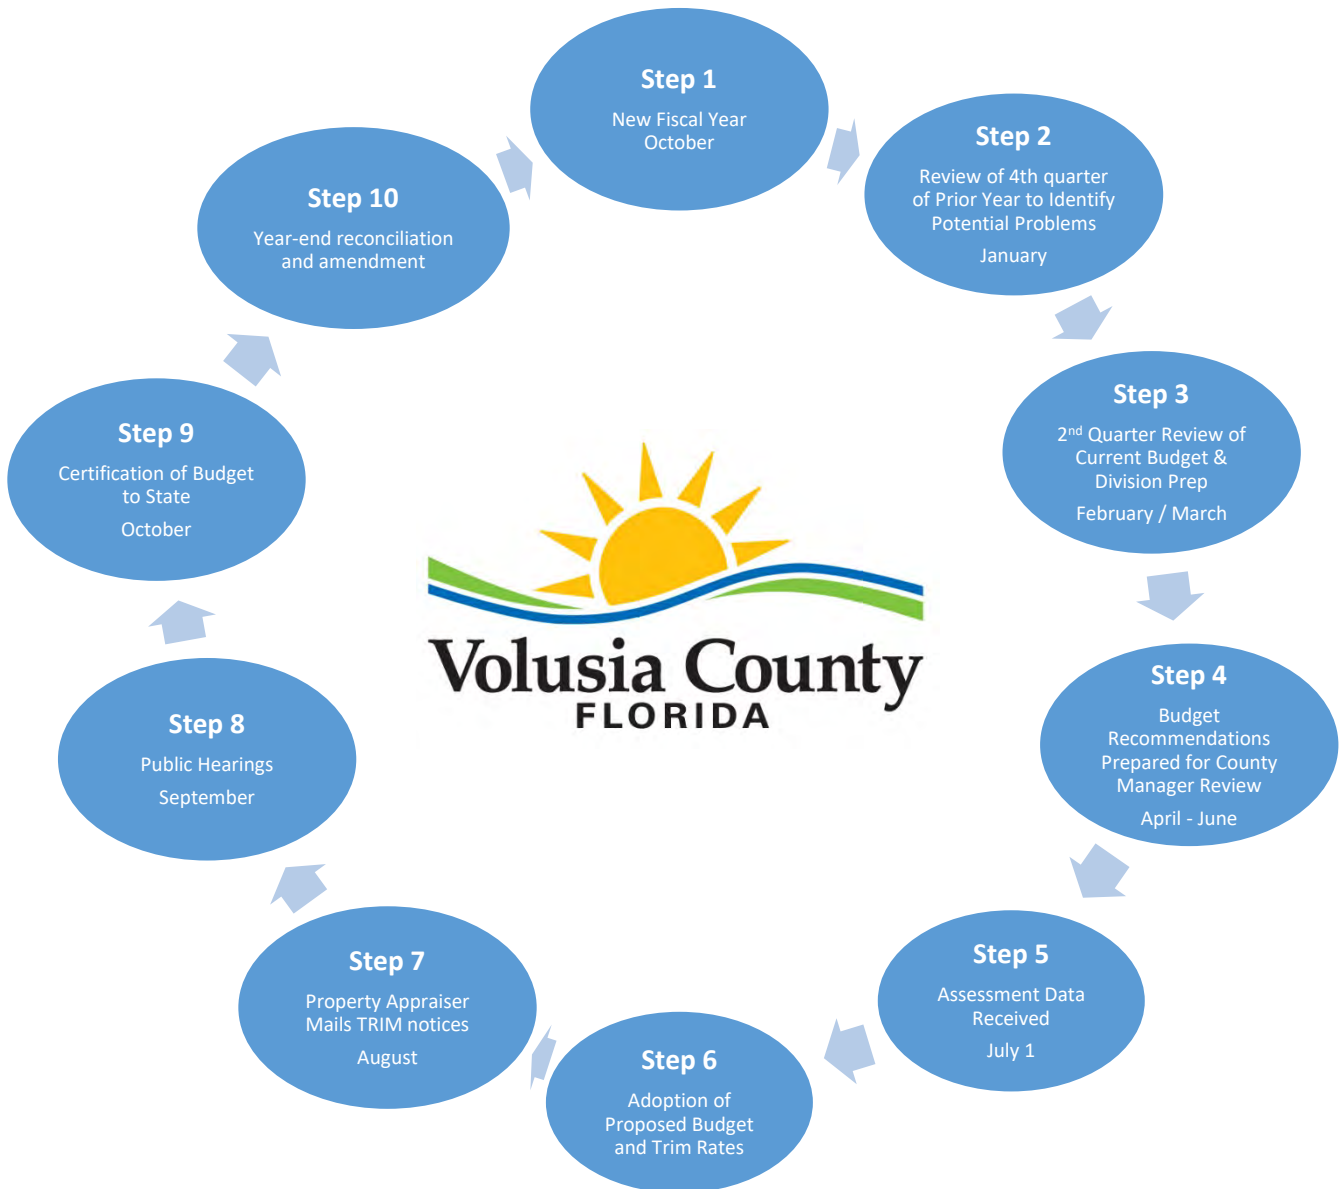 Step 1
New Fiscal Year
October
Step 2
Review of 4th quarter
of Prior Year to Identify
Potential Problems
January
Step 3
2nd Quarter Review of
Current Budget &
Division Prep
February / March
Step 4
Budget
Recommendations
Prepared for County
Manager Review
April - June
Step 5
Assessment Data
Received
July 1
Step 6
Adoption of
Proposed Budget
and Trim Rates
Step 7
Property Appraiser
Mails TRIM notices
August
Step 8
Public Hearings
September
Step 9
Certification of Budget
to State
October
Step 10
Year-end reconciliation
and amendment
Volusia County
FLORIDA